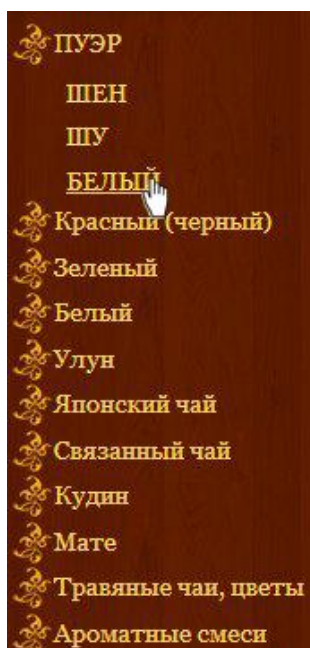 ПУЭР
ШЕН
ШУ
БЕЛЫЙ
Красный (черный)
Зеленый
Белый
Улун
Японский чай
Связанный чай
Кудин
Мате
Травяные чаи, цветы
Ароматные смеси